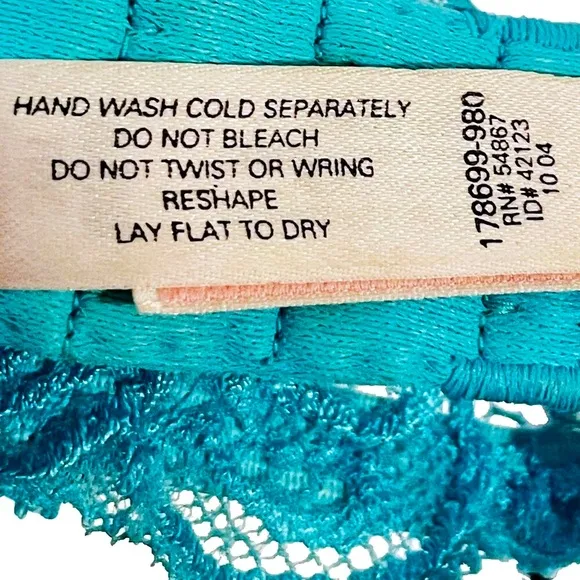 HAND WASH COLD SEPARATELY
DO NOT BLEACH
DO NOT TWIST OR WRING
RESHAPE
LAY FLAT TO DRY
178699-980
RN# 54867
ID# 42123
10 04